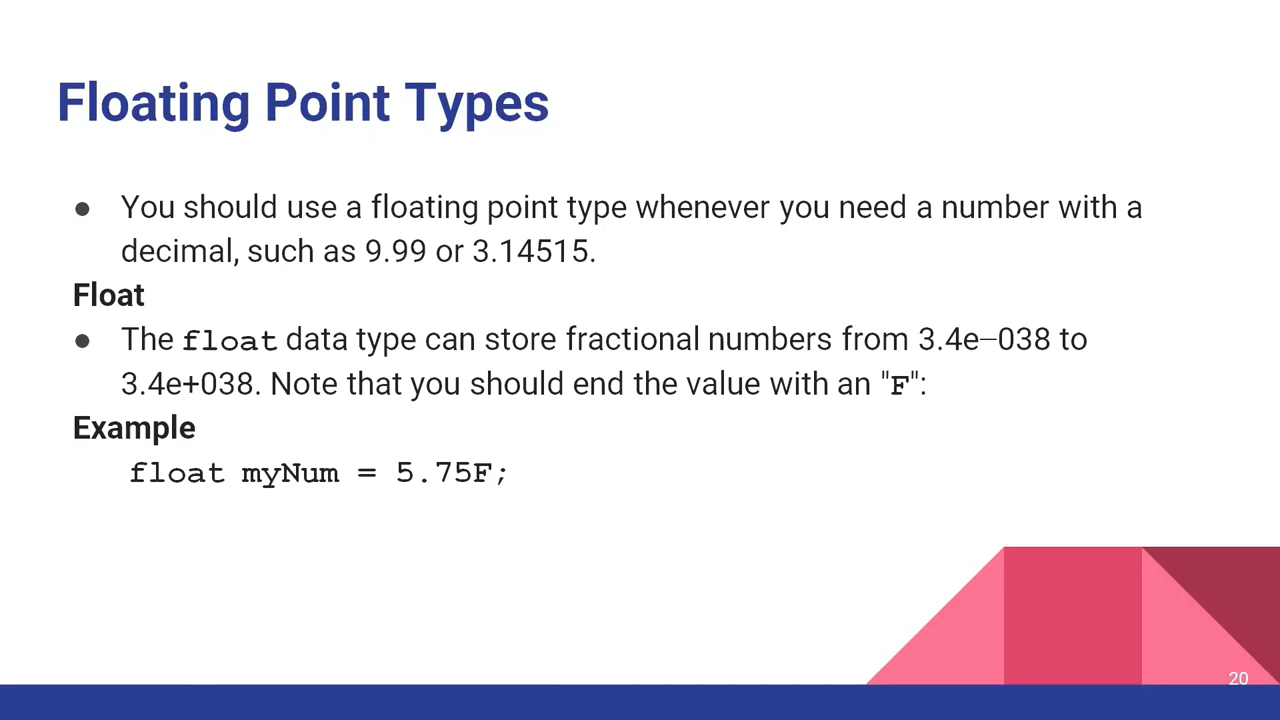 Floating Point Types
● You should use a floating point type whenever you need a number with a
decimal, such as 9.99 or 3.14515.
Float
● The float data type can store fractional numbers from 3.4e−038 to
3.4e+038. Note that you should end the value with an "F":
Example
float myNum = 5.75F;
20